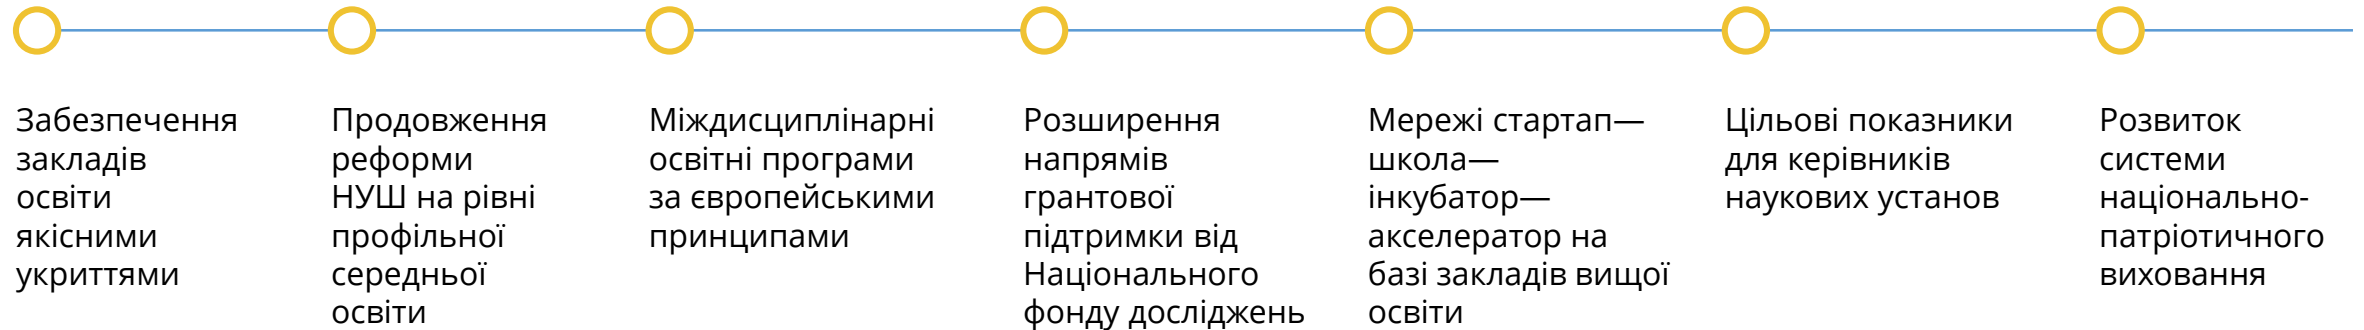 Забезпечення
закладів
освіти
якісними
укриттями
Продовження
реформи
НУШ на рівні
профільної
середньої
освіти
Міждисциплінарні
освітні програми
за європейськими
принципами
Розширення
напрямів
грантової
підтримки від
Національного
фонду досліджень
Мережі стартап—
школа—
інкубатор—
акселератор на
базі закладів вищої
освіти
Цільові показники
для керівників
наукових установ
Розвиток
системи
національно-
патріотичного
виховання